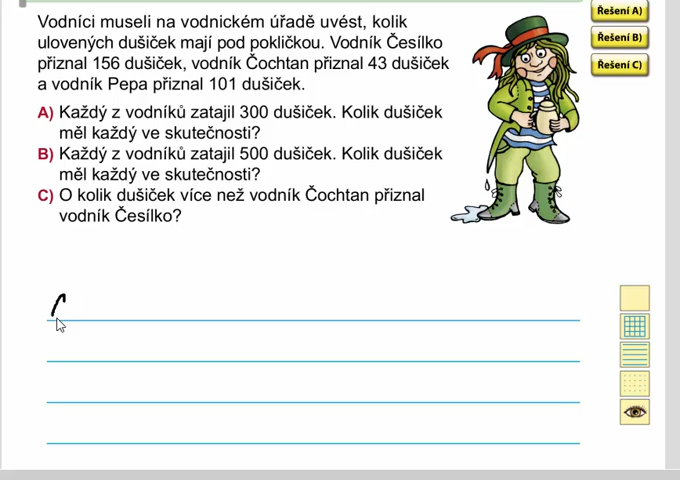 Vodníci museli na vodnickém úřadě uvést, kolik
ulovených dušiček mají pod pokličkou. Vodník Česílko
přiznal 156 dušiček, vodník Čochtan přiznal 43 dušiček
a vodník Pepa přiznal 101 dušiček.
A) Každý z vodníků zatajil 300 dušiček. Kolik dušiček
měl každý ve skutečnosti?
B) Každý z vodníků zatajil 500 dušiček. Kolik dušiček
měl každý ve skutečnosti?
C) O kolik dušiček více než vodník Čochtan přiznal
vodník Česílko?
Řešení A)
Řešení B)
Řešení C)